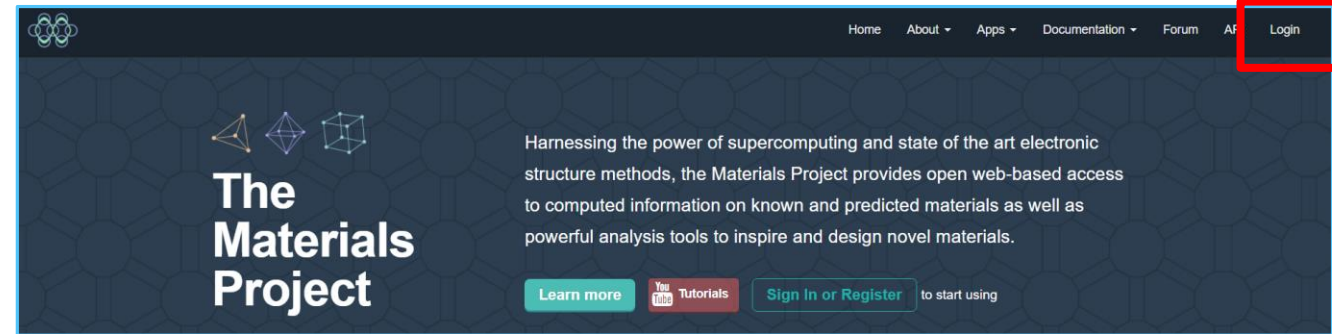 Home About Apps Documentation Forum Login
The
Materials
Project
Harnessing the power of supercomputing and state of the art electronic
structure methods, the Materials Project provides open web-based access
to computed information on known and predicted materials as well as
powerful analysis tools to inspire and design novel materials.
Learn more You Tube Tutorials Sign In or Register to start using